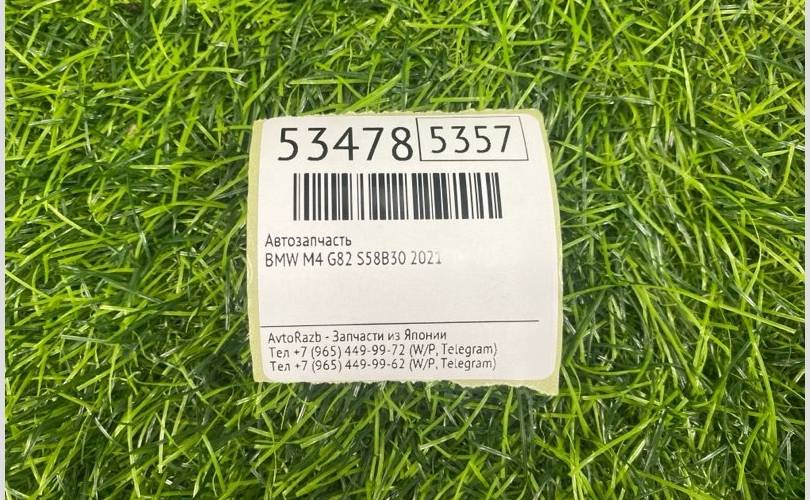 53478 5357
Автозапчасть
BMW M4 G82 S58B30 2021
AvtoRazb - Запчасти из Японии
Тел +7 (965) 449-99-72 (W/P, Telegram)
Тел +7 (965) 449-99-62 (W/P, Telegram)